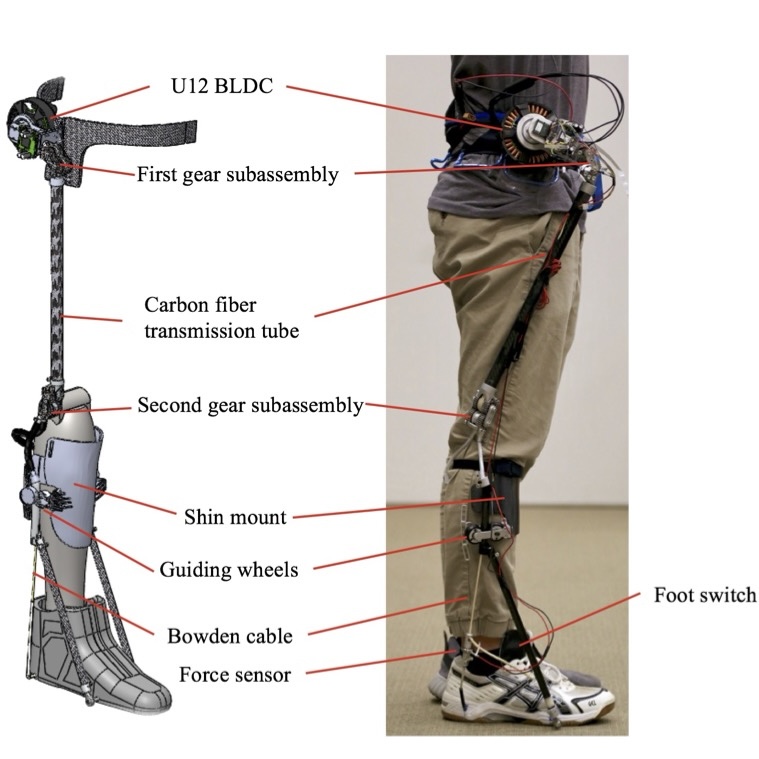 U12 BLDC
First gear subassembly
Carbon fiber
transmission tube
Second gear subassembly
Shin mount
Guiding wheels
Foot switch
Bowden cable
Force sensor